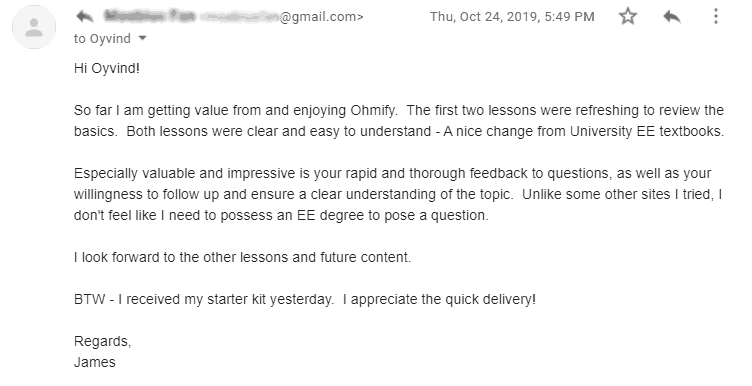 @gmail.com>
Thu, Oct 24, 2019, 5:49 PM
to Oyvind
Hi Oyvind!
So far I am getting value from and enjoying Ohmify.  The first two lessons were refreshing to review the
basics.  Both lessons were clear and easy to understand - A nice change from University EE textbooks.
Especially valuable and impressive is your rapid and thorough feedback to questions, as well as your
willingness to follow up and ensure a clear understanding of the topic.  Unlike some other sites I tried, I
don't feel like I need to possess an EE degree to pose a question.
I look forward to the other lessons and future content.
BTW - I received my starter kit yesterday.  I appreciate the quick delivery!
Regards,
James